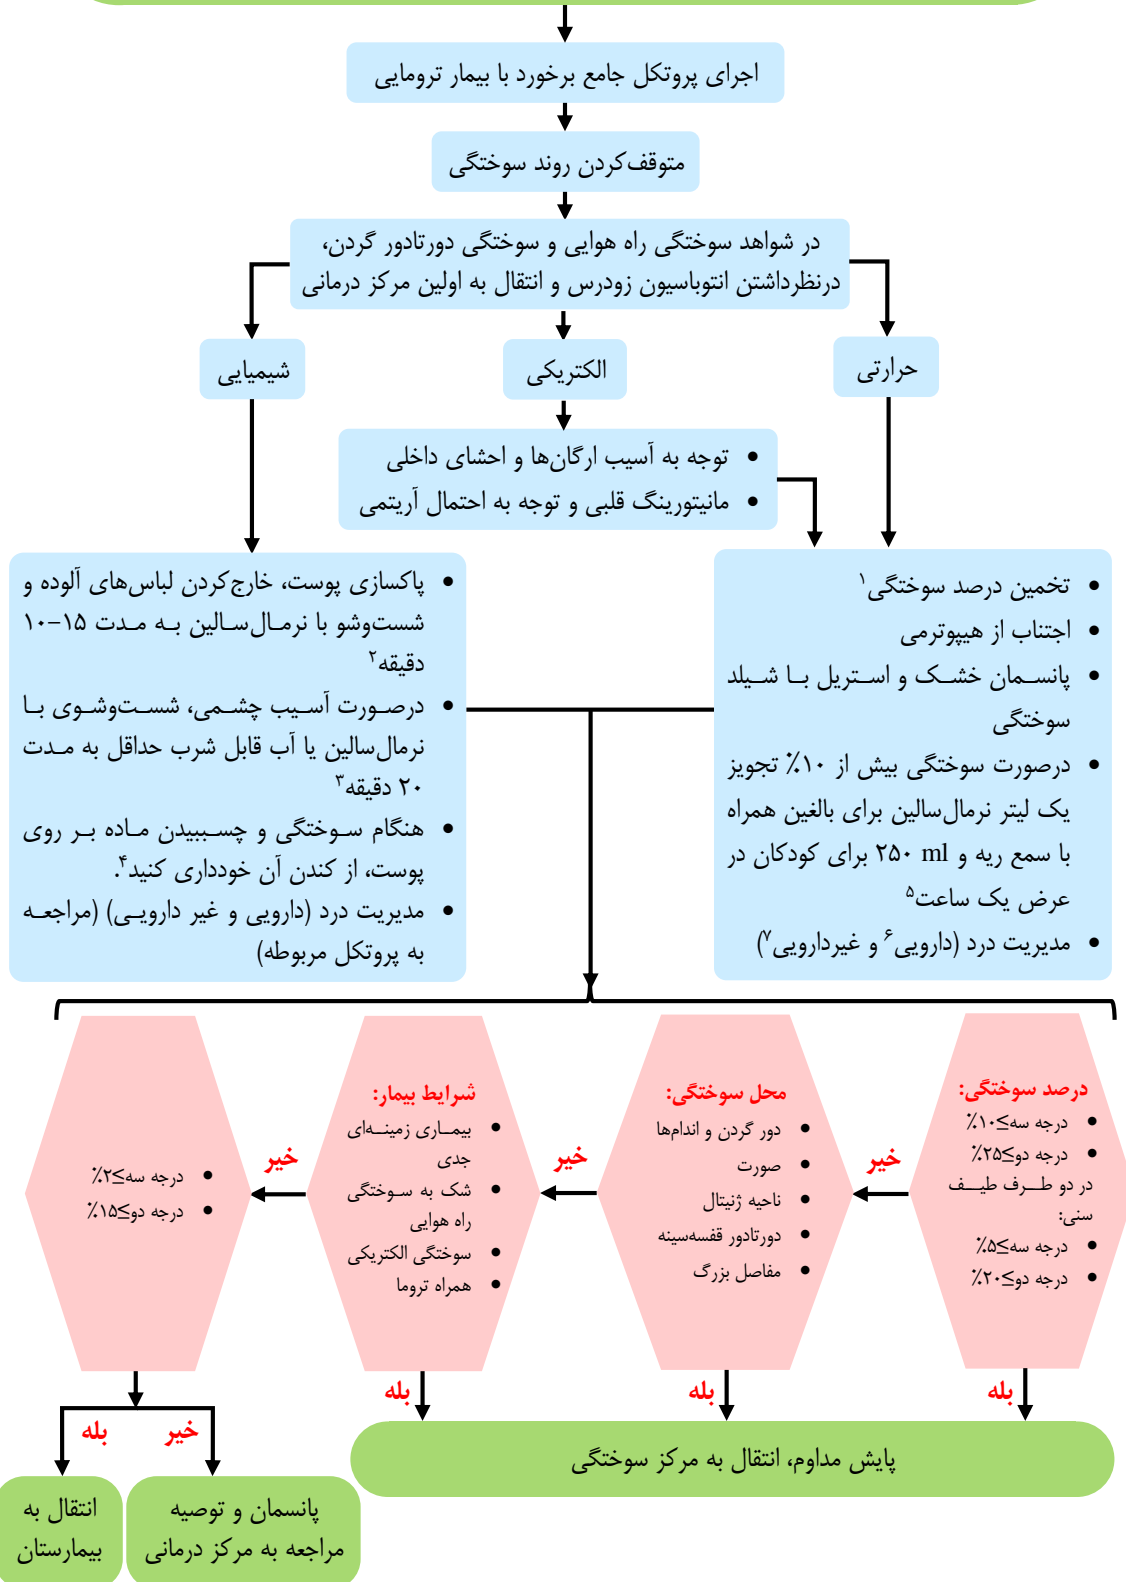 اجرای پروتکل جامع برخورد با بیمار ترومایی
متوقف‌کردن روند سوختگی
در شواهد سوختگی راه هوایی و سوختگی دورتادور گردن،
درنظرداشتن انتوباسیون زودرس و انتقال به اولین مرکز درمانی
حرارتی
الکتریکی
شیمیایی
• توجه به آسیب ارگان‌ها و احشای داخلی
• مانیتورینگ قلبی و توجه به احتمال آریتمی
• تخمین درصد سوختگی۱
• اجتناب از هیپوترمی
• پانسمان خشک و استریل با شیلد
سوختگی
• درصورت سوختگی بیش از ۱۰٪ تجویز
یک لیتر نرمال‌سالین برای بالغین همراه
با سمع ریه و ۲۵۰ ml برای کودکان در
عرض یک ساعت۵
• مدیریت درد (دارویی۶ و غیردارویی۷)
• پاکسازی پوست، خارج‌کردن لباس‌های آلوده و
شست‌وشو با نرمال‌سالین به مدت ۱۵–۱۰
دقیقه۲
• درصورت آسیب چشمی، شست‌وشوی با
نرمال‌سالین یا آب قابل شرب حداقل به مدت
۲۰ دقیقه۳
• هنگام سوختگی و چسبیدن ماده بر روی
پوست، از کندن آن خودداری کنید۴.
• مدیریت درد (دارویی و غیر دارویی) (مراجعه
به پروتکل مربوطه)
درصد سوختگی:
• درجه سه≥۱۰٪
• درجه دو≥۲۵٪
در دو طرف طیف
سنی:
• درجه سه≥۵٪
• درجه دو≥۲۰٪
خیر
محل سوختگی:
• دور گردن و اندام‌ها
• صورت
• ناحیه ژنیتال
• دورتادور قفسه‌سینه
• مفاصل بزرگ
خیر
شرایط بیمار:
• بیماری زمینه‌ای
جدی
• شک به سوختگی
راه هوایی
• سوختگی الکتریکی
• همراه تروما
خیر
• درجه سه≥۲٪
• درجه دو≥۱۵٪
بله
بله
بله
خیر
بله
پایش مداوم، انتقال به مرکز سوختگی
پانسمان و توصیه
مراجعه به مرکز درمانی
انتقال به
بیمارستان